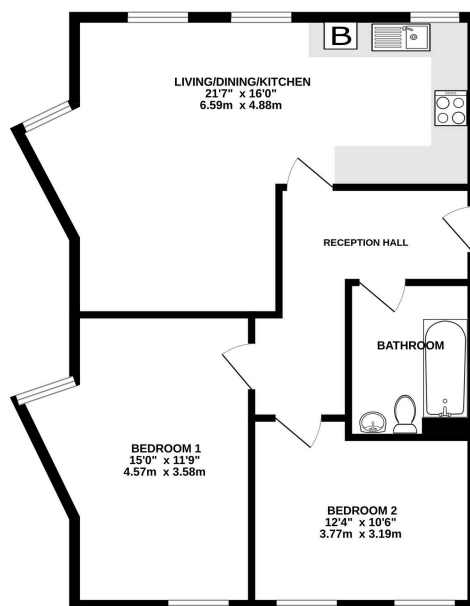 B
LIVING/DINING/KITCHEN
21'7" x 16'0"
6.59m x 4.88m
RECEPTION HALL
BATHROOM
BEDROOM 1
15'0" x 11'9"
4.57m x 3.58m
BEDROOM 2
12'4" x 10'6"
3.77m x 3.19m